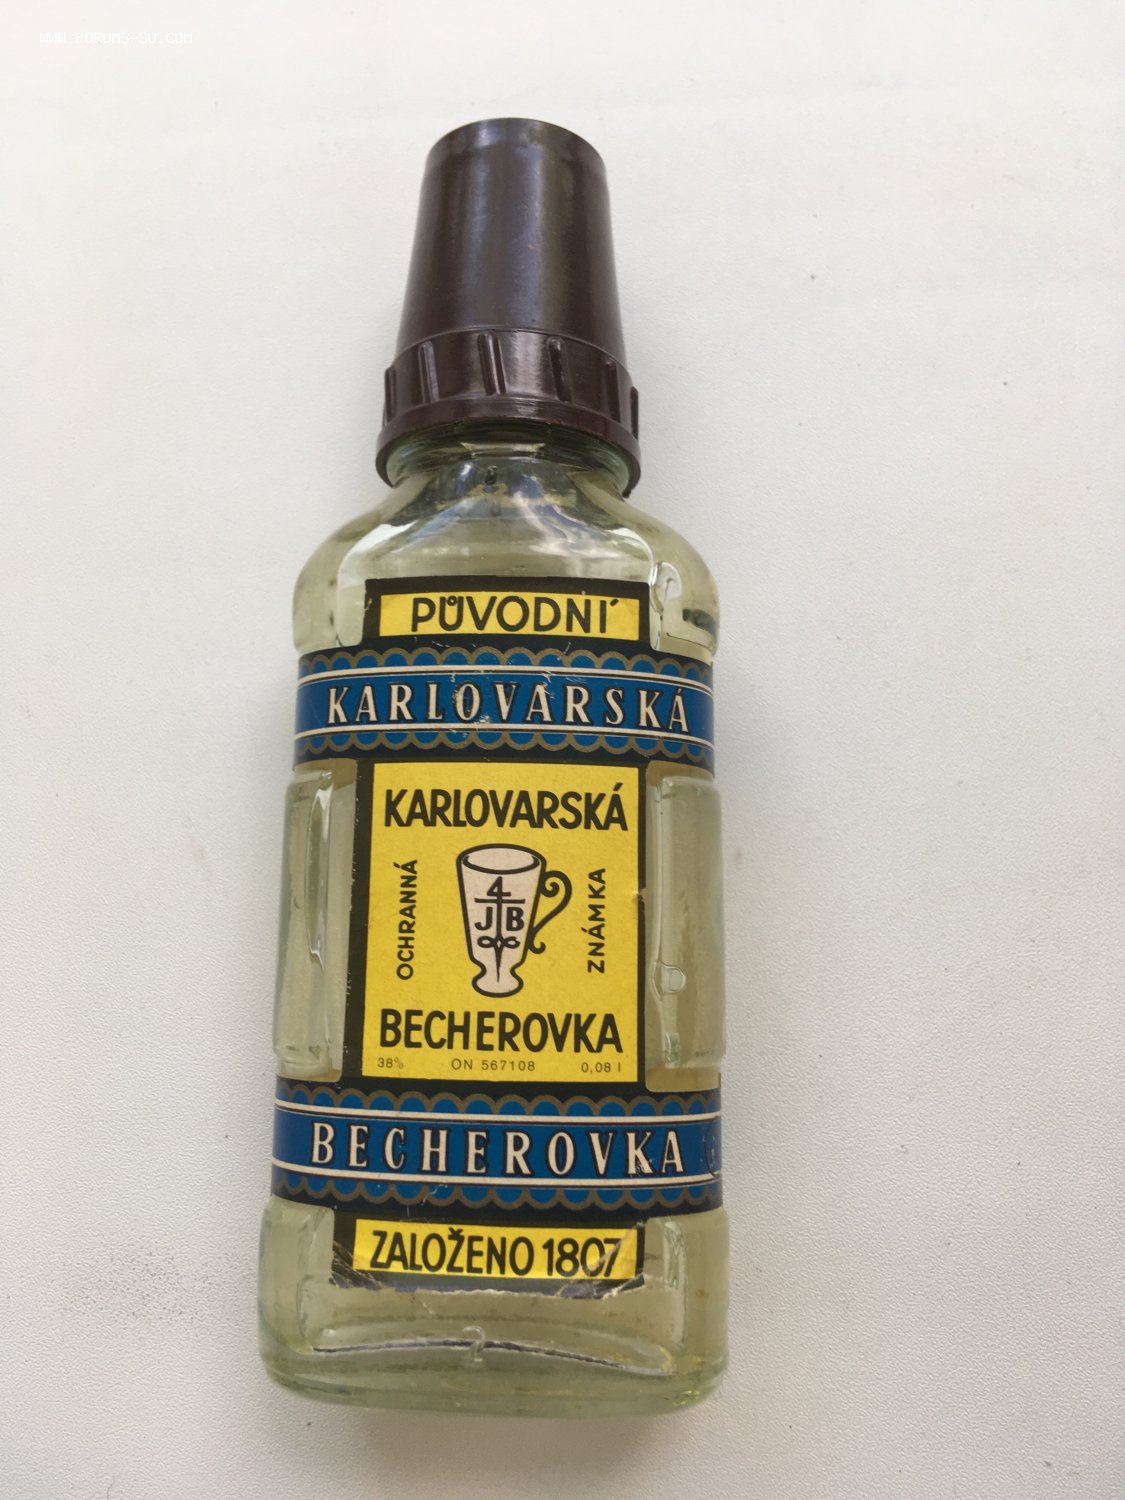 WWW.FORUMS-SU.COM
PŮVODNÍ
KARLOVARSKÁ
KARLOVARSKÁ
OCHRANNÁ
4
JB
ZNÁMKA
BECHEROVKA
38% ON 567108 0,08 l
BECHEROVKA
ZALOŽENO 1807
2